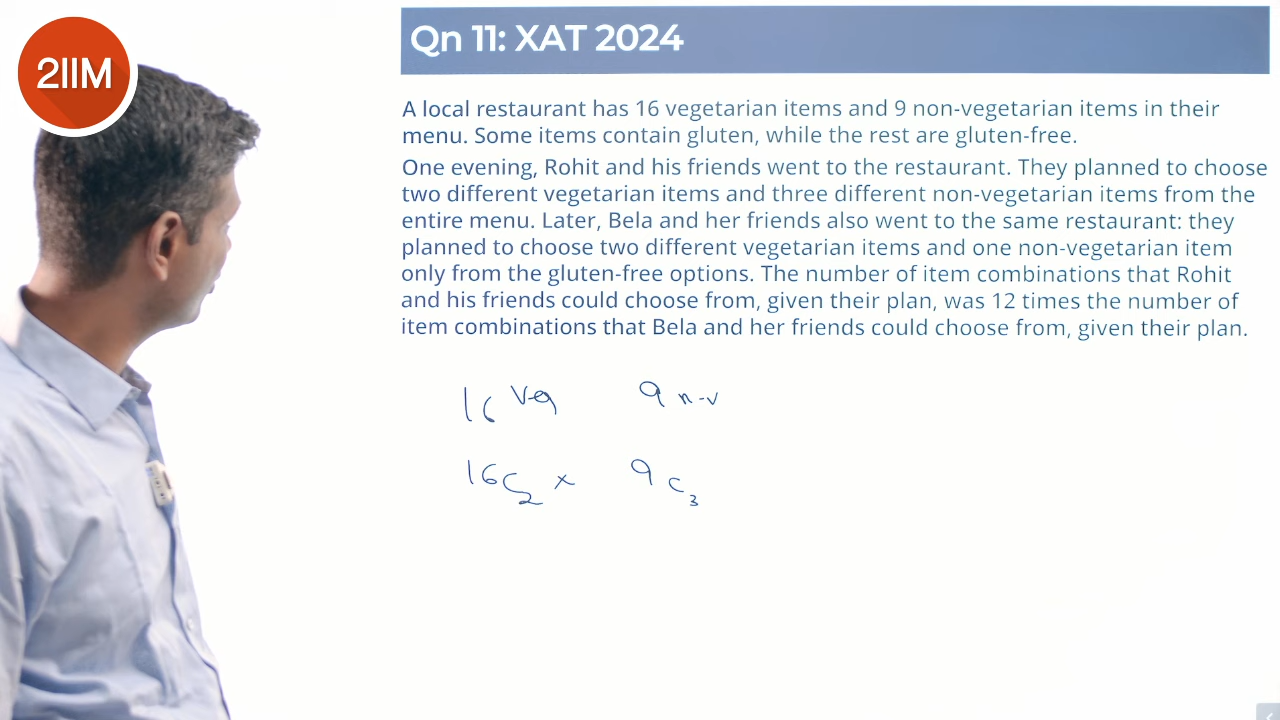 2IIM
Qn 11: XAT 2024
A local restaurant has 16 vegetarian items and 9 non-vegetarian items in their
menu. Some items contain gluten, while the rest are gluten-free.
One evening, Rohit and his friends went to the restaurant. They planned to choose
two different vegetarian items and three different non-vegetarian items from the
entire menu. Later, Bela and her friends also went to the same restaurant: they
planned to choose two different vegetarian items and one non-vegetarian item
only from the gluten-free options. The number of item combinations that Rohit
and his friends could choose from, given their plan, was 12 times the number of
item combinations that Bela and her friends could choose from, given their plan.
16 veg 9 n-v
16C2 x 9C3